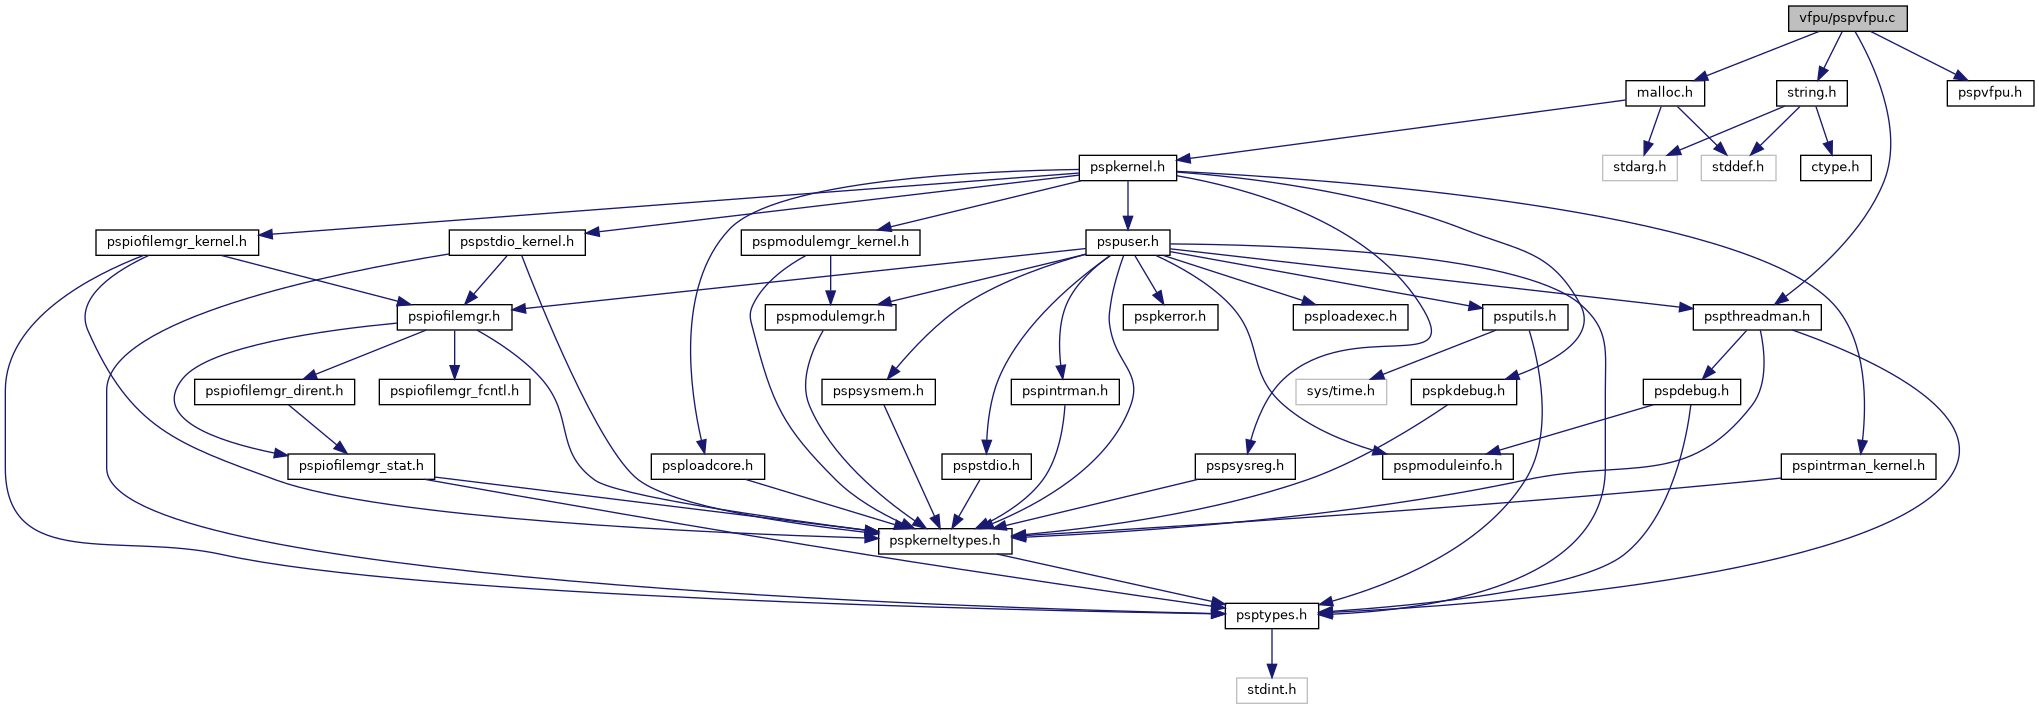 vfpu/pspvfpu.c
malloc.h
string.h
pspvfpu.h
pspkernel.h
stdarg.h
stddef.h
ctype.h
pspiofilemgr_kernel.h
pspstdio_kernel.h
pspmodulemgr_kernel.h
pspuser.h
pspiofilemgr.h
pspmodulemgr.h
pspkerror.h
psploadexec.h
psputils.h
pspthreadman.h
pspiofilemgr_dirent.h
pspiofilemgr_fcntl.h
pspsysmem.h
pspintrman.h
sys/time.h
pspkdebug.h
pspdebug.h
pspiofilemgr_stat.h
psploadcore.h
pspstdio.h
pspsysreg.h
pspmoduleinfo.h
pspintrman_kernel.h
pspkerneltypes.h
psptypes.h
stdint.h